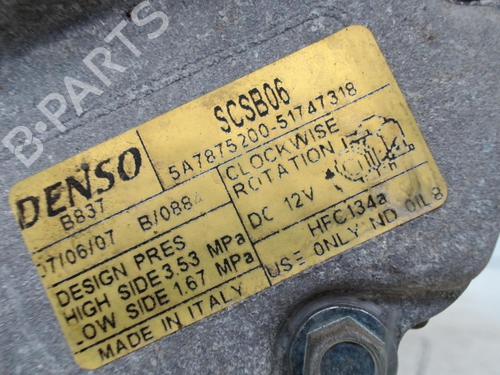 B-PARTS
DENSO
SCSB06
5A7875200-51747318
B837
07/06/07 B/0884
CLOCKWISE
ROTATION
DC 12V
DESIGN PRES
HIGH SIDE 3.53 MPa
LOW SIDE 1.67 MPa
HFC134a
USE ONLY ND OIL 8
MADE IN ITALY